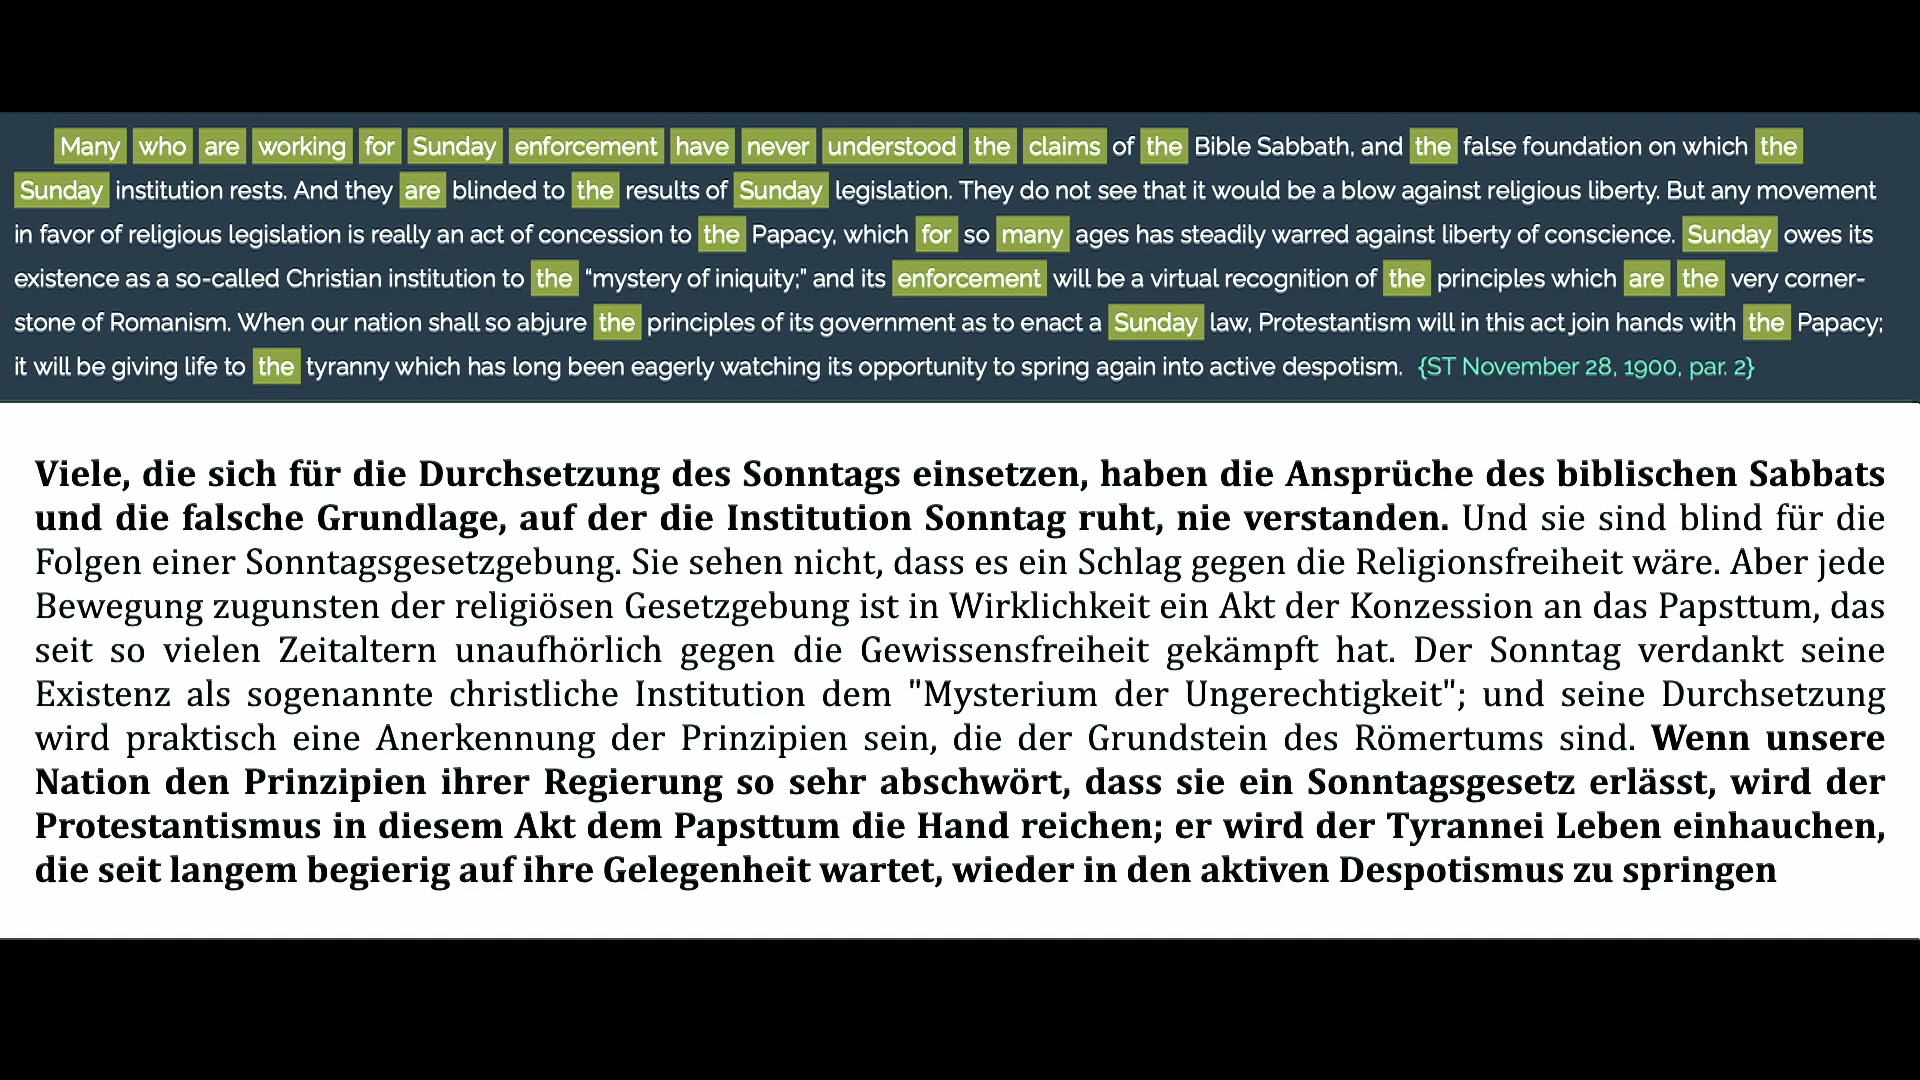 Many who are working for Sunday enforcement have never understood the claims of the Bible Sabbath, and the false foundation on which the
Sunday institution rests. And they are blinded to the results of Sunday legislation. They do not see that it would be a blow against religious liberty. But any movement
in favor of religious legislation is really an act of concession to the Papacy, which for so many ages has steadily warred against liberty of conscience. Sunday owes its
existence as a so-called Christian institution to the “mystery of iniquity;” and its enforcement will be a virtual recognition of the principles which are the very corner-
stone of Romanism. When our nation shall so abjure the principles of its government as to enact a Sunday law, Protestantism will in this act join hands with the Papacy;
it will be giving life to the tyranny which has long been eagerly watching its opportunity to spring again into active despotism. {ST November 28, 1900, par. 2}
Viele, die sich für die Durchsetzung des Sonntags einsetzen, haben die Ansprüche des biblischen Sabbats
und die falsche Grundlage, auf der die Institution Sonntag ruht, nie verstanden. Und sie sind blind für die
Folgen einer Sonntagsgesetzgebung. Sie sehen nicht, dass es ein Schlag gegen die Religionsfreiheit wäre. Aber jede
Bewegung zugunsten der religiösen Gesetzgebung ist in Wirklichkeit ein Akt der Konzession an das Papsttum, das
seit so vielen Zeitaltern unaufhörlich gegen die Gewissensfreiheit gekämpft hat. Der Sonntag verdankt seine
Existenz als sogenannte christliche Institution dem "Mysterium der Ungerechtigkeit"; und seine Durchsetzung
wird praktisch eine Anerkennung der Prinzipien sein, die der Grundstein des Römertums sind. Wenn unsere
Nation den Prinzipien ihrer Regierung so sehr abschwört, dass sie ein Sonntagsgesetz erlässt, wird der
Protestantismus in diesem Akt dem Papsttum die Hand reichen; er wird der Tyrannei Leben einhauchen,
die seit langem begierig auf ihre Gelegenheit wartet, wieder in den aktiven Despotismus zu springen